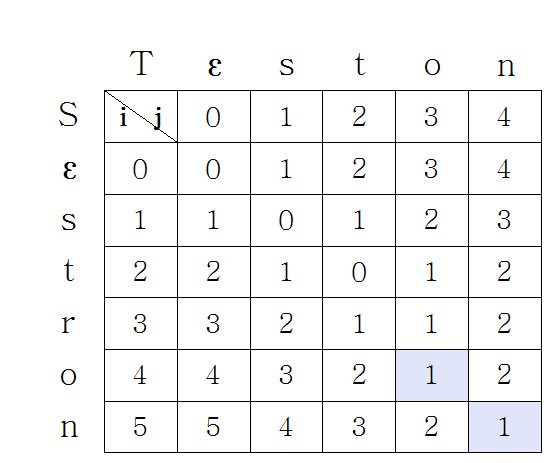 T ε s t o n
S i j 0 1 2 3 4
ε 0 0 1 2 3 4
s 1 1 0 1 2 3
t 2 2 1 0 1 2
r 3 3 2 1 1 2
o 4 4 3 2 1 2
n 5 5 4 3 2 1